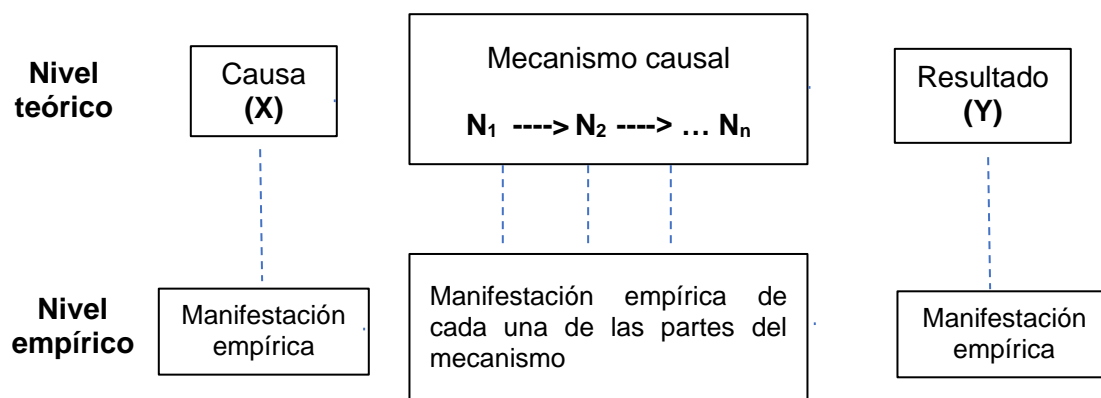 Nivel
teórico
Causa
(X)
Mecanismo causal
N₁ ----> N₂ ----> … Nₙ
Resultado
(Y)
Nivel
empírico
Manifestación
empírica
Manifestación empírica de
cada una de las partes del
mecanismo
Manifestación
empírica